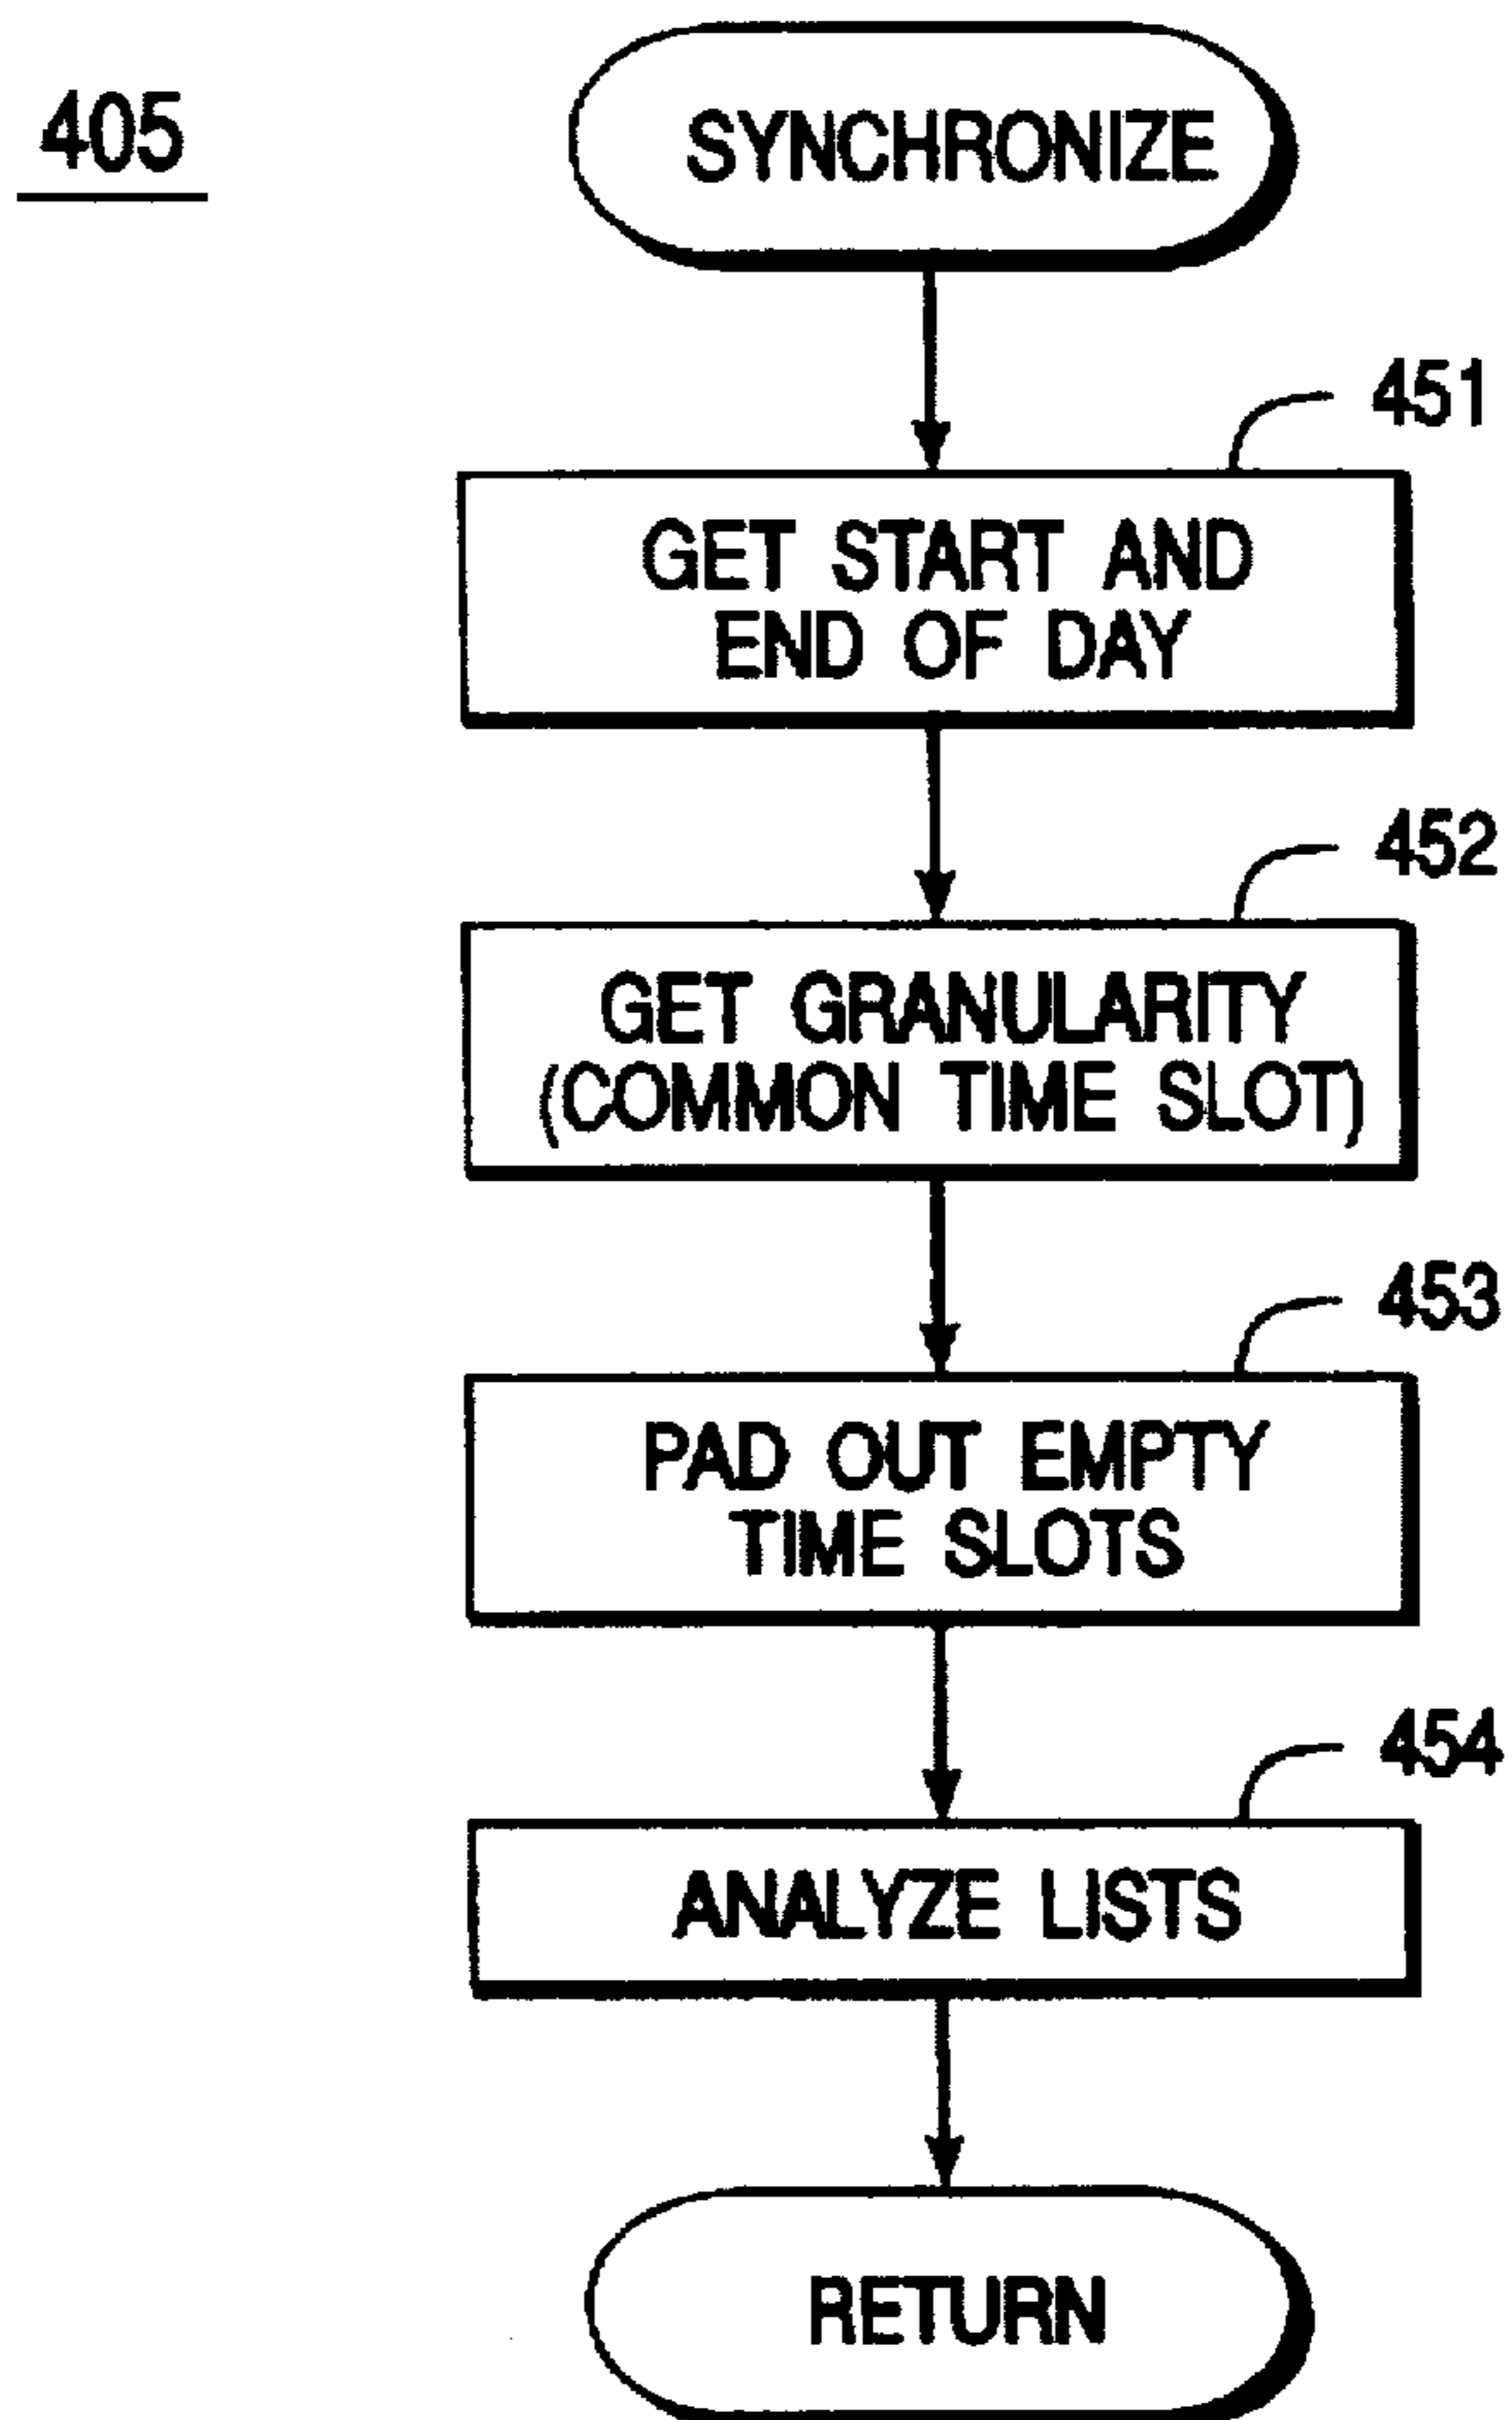 405
SYNCHRONIZE
451
GET START AND
END OF DAY
452
GET GRANULARITY
(COMMON TIME SLOT)
453
PAD OUT EMPTY
TIME SLOTS
454
ANALYZE LISTS
RETURN